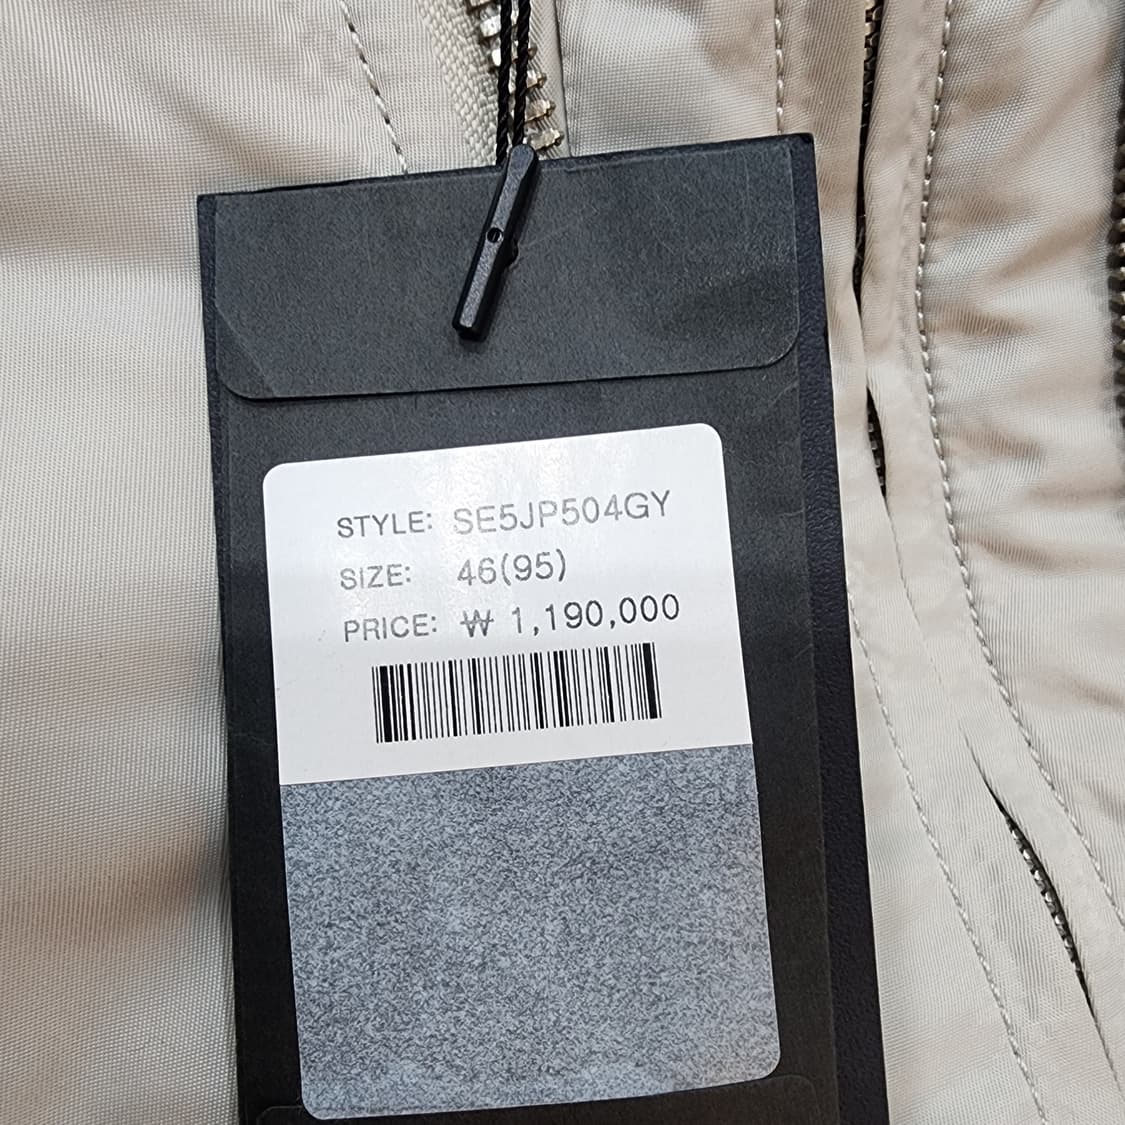 STYLE: SE5JP504GY
SIZE: 46(95)
PRICE: ₩ 1,190,000